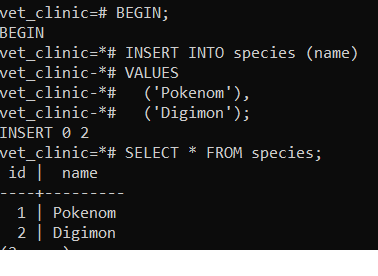 vet_clinic=# BEGIN;
BEGIN
vet_clinic=*# INSERT INTO species (name)
vet_clinic-*# VALUES
vet_clinic-*#   ('Pokenom'),
vet_clinic-*#   ('Digimon');
INSERT 0 2
vet_clinic=*# SELECT * FROM species;
 id |  name
----+---------
  1 | Pokenom
  2 | Digimon